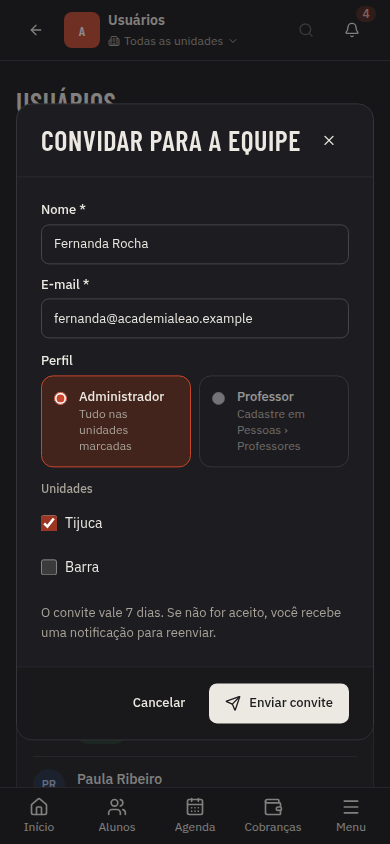 Usuários
4
A
Todas as unidades
USUÁRIOS
CONVIDAR PARA A EQUIPE
Nome *
Fernanda Rocha
E-mail *
fernanda@academialeao.example
Perfil
Administrador
Tudo nas
unidades
marcadas
Professor
Cadastre em
Pessoas ›
Professores
Unidades
Tijuca
Barra
O convite vale 7 dias. Se não for aceito, você recebe
uma notificação para reenviar.
Cancelar
Enviar convite
PR
Paula Ribeiro
Início
Alunos
Agenda
Cobranças
Menu